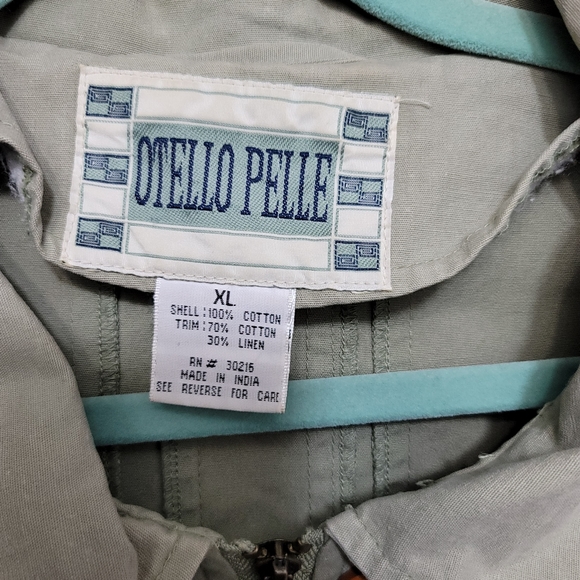 OTELLO PELLE
XL
SHELL: 100% COTTON
TRIM: 70% COTTON
30% LINEN
RN # 30216
MADE IN INDIA
SEE REVERSE FOR CARE